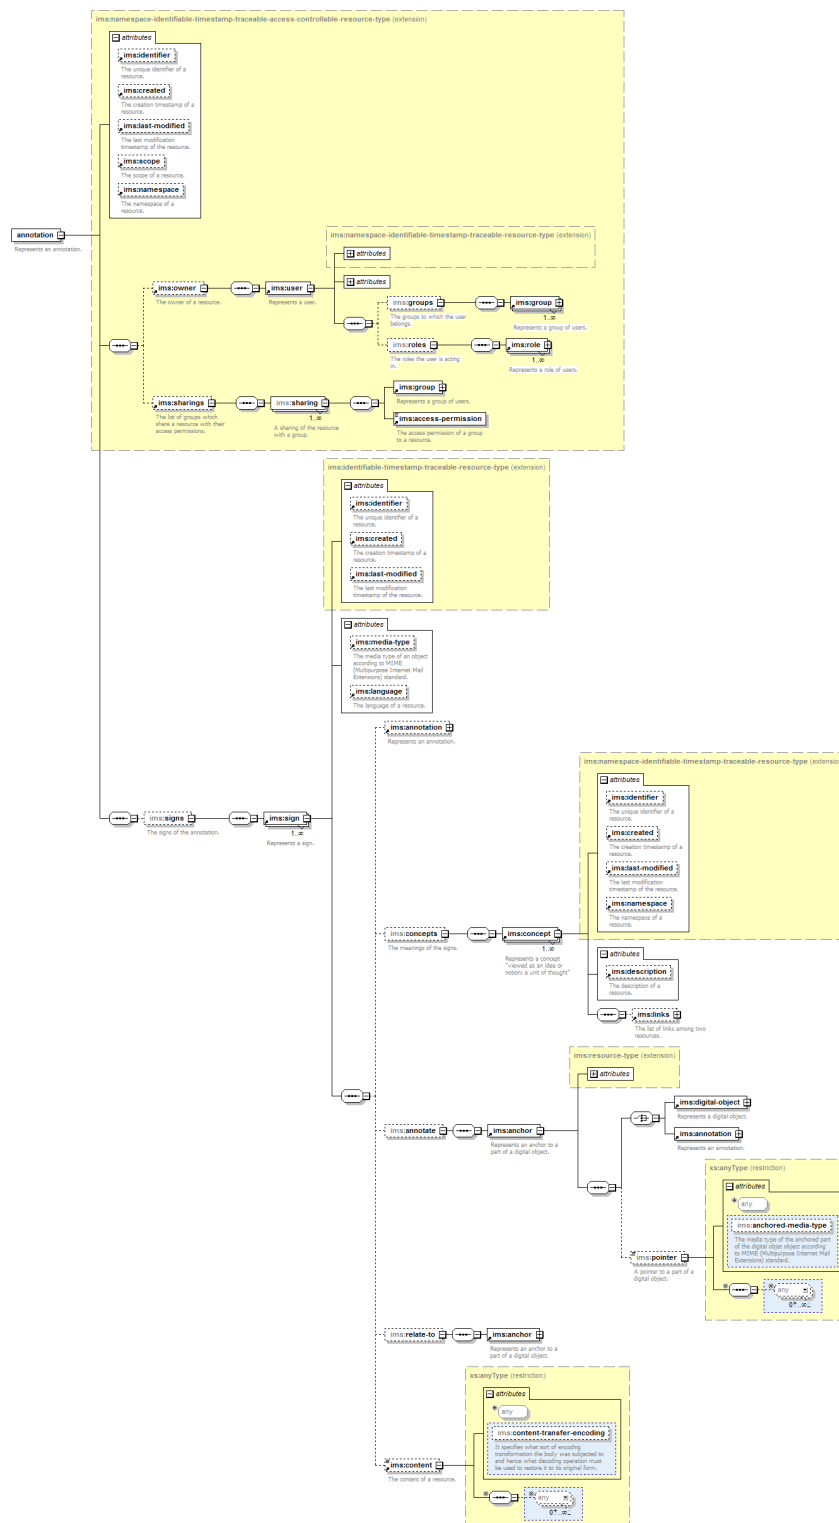 ims:namespace-identifiable-timestamp-traceable-access-controllable-resource-type (extension)
attributes
ims:identifier
The unique identifier of a
resource.
ims:created
The creation timestamp of a
resource.
ims:last-modified
The last modification
timestamp of the resource.
ims:scope
The scope of a resource.
ims:namespace
The namespace of a
resource.
annotation
Represents an annotation.
ims:namespace-identifiable-timestamp-traceable-resource-type (extension)
attributes
attributes
ims:owner
The owner of a resource.
ims:user
Represents a user.
ims:groups
The groups to which the user
belongs.
ims:group
1..∞
Represents a group of users.
ims:roles
The roles the user is acting
in.
ims:role
1..∞
Represents a role of users.
ims:sharings
The list of groups which
share a resource with their
access permissions.
ims:sharing
1..∞
A sharing of the resource
with a group.
ims:group
Represents a group of users.
ims:access-permission
The access permission of a group
to a resource.
ims:identifiable-timestamp-traceable-resource-type (extension)
attributes
ims:identifier
The unique identifier of a
resource.
ims:created
The creation timestamp of a
resource.
ims:last-modified
The last modification
timestamp of the resource.
attributes
ims:media-type
The media type of an object
according to MIME
(Multipurpose Internet Mail
Extensions) standard.
ims:language
The language of a resource.
ims:annotation
Represents an annotation.
ims:signs
The signs of the annotation.
ims:sign
1..∞
Represents a sign.
ims:namespace-identifiable-timestamp-traceable-resource-type (extension
attributes
ims:identifier
The unique identifier of a
resource.
ims:created
The creation timestamp of a
resource.
ims:last-modified
The last modification
timestamp of the resource.
ims:namespace
The namespace of a
resource.
ims:concepts
The meanings of the signs.
ims:concept
1..∞
Represents a concept
"viewed as an idea or
notion; a unit of thought"
attributes
ims:description
The description of a
resource.
ims:links
The list of links among two
resources.
ims:resource-type (extension)
attributes
ims:annotate
ims:anchor
Represents an anchor to a
part of a digital object.
ims:digital-object
Represents a digital object.
ims:annotation
Represents an annotation.
xs:anyType (restriction)
attributes
any
ims:anchored-media-type
The media type of the anchored part
of the digital objet object according
to MIME (Multipurpose Internet Mail
Extensions) standard.
ims:pointer
A pointer to a part of a
digital object.
any
0*..∞
ims:relate-to
ims:anchor
Represents an anchor to a
part of a digital object.
xs:anyType (restriction)
attributes
any
ims:content-transfer-encoding
It specifies what sort of encoding
transformation the body was subjected to
and hence what decoding operation must
be used to restore it to its original form.
ims:content
The content of a resource.
any
0*..∞